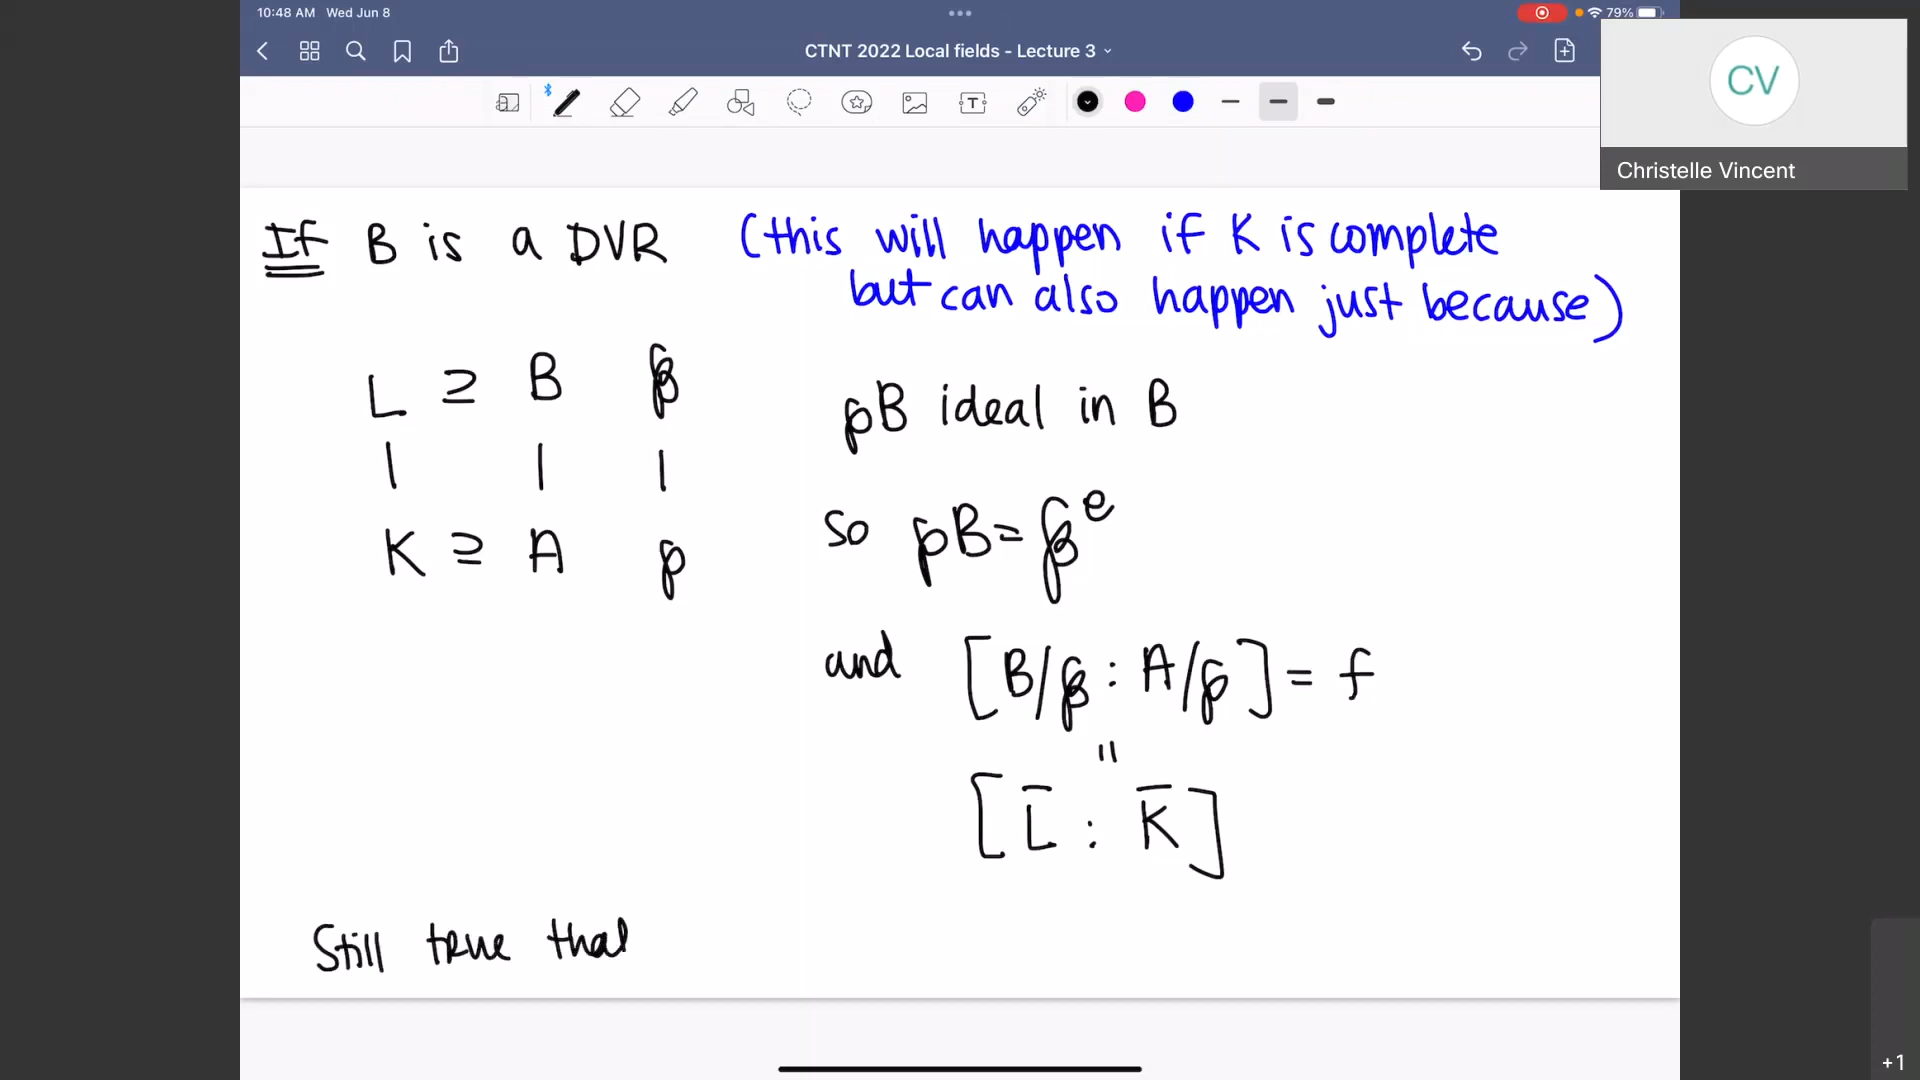 10:48 AM Wed Jun 8
79%
CTNT 2022 Local fields - Lecture 3
T
CV
Christelle Vincent
If B is a DVR (this will happen if K is complete
but can also happen just because)
L ⊇ B 𝔓
| | |
K ⊇ A 𝔭
𝔭B ideal in B
so 𝔭B = 𝔓^e
and [B/𝔓 : A/𝔭] = f
"
[L̄ : K̄]
Still true that
+1